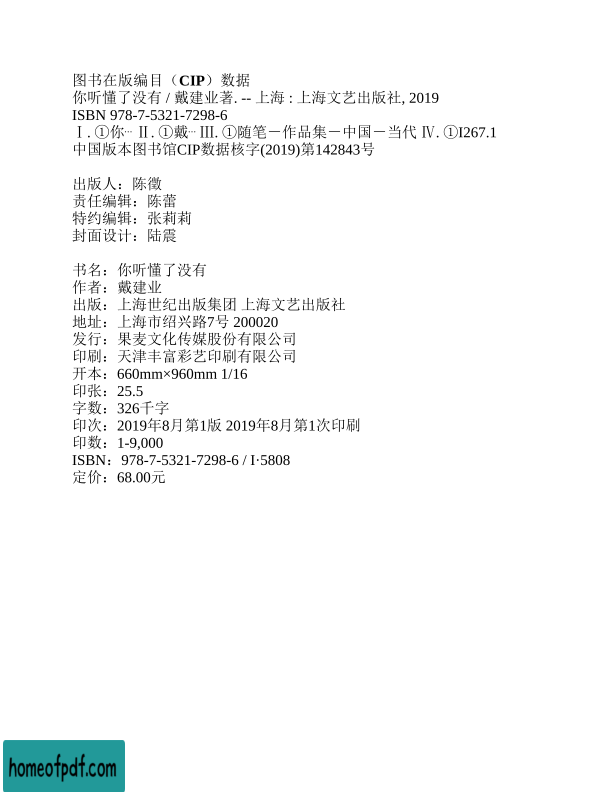 图书在版编目（CIP）数据
你听懂了没有 / 戴建业著. -- 上海 : 上海文艺出版社, 2019
ISBN 978-7-5321-7298-6
Ⅰ. ①你… Ⅱ. ①戴… Ⅲ. ①随笔－作品集－中国－当代 Ⅳ. ①I267.1
中国版本图书馆CIP数据核字(2019)第142843号
出版人：陈徵
责任编辑：陈蕾
特约编辑：张莉莉
封面设计：陆震
书名：你听懂了没有
作者：戴建业
出版：上海世纪出版集团 上海文艺出版社
地址：上海市绍兴路7号 200020
发行：果麦文化传媒股份有限公司
印刷：天津丰富彩艺印刷有限公司
开本：660mm×960mm 1/16
印张：25.5
字数：326千字
印次：2019年8月第1版 2019年8月第1次印刷
印数：1-9,000
ISBN：978-7-5321-7298-6 / I·5808
定价：68.00元
homeofpdf.com